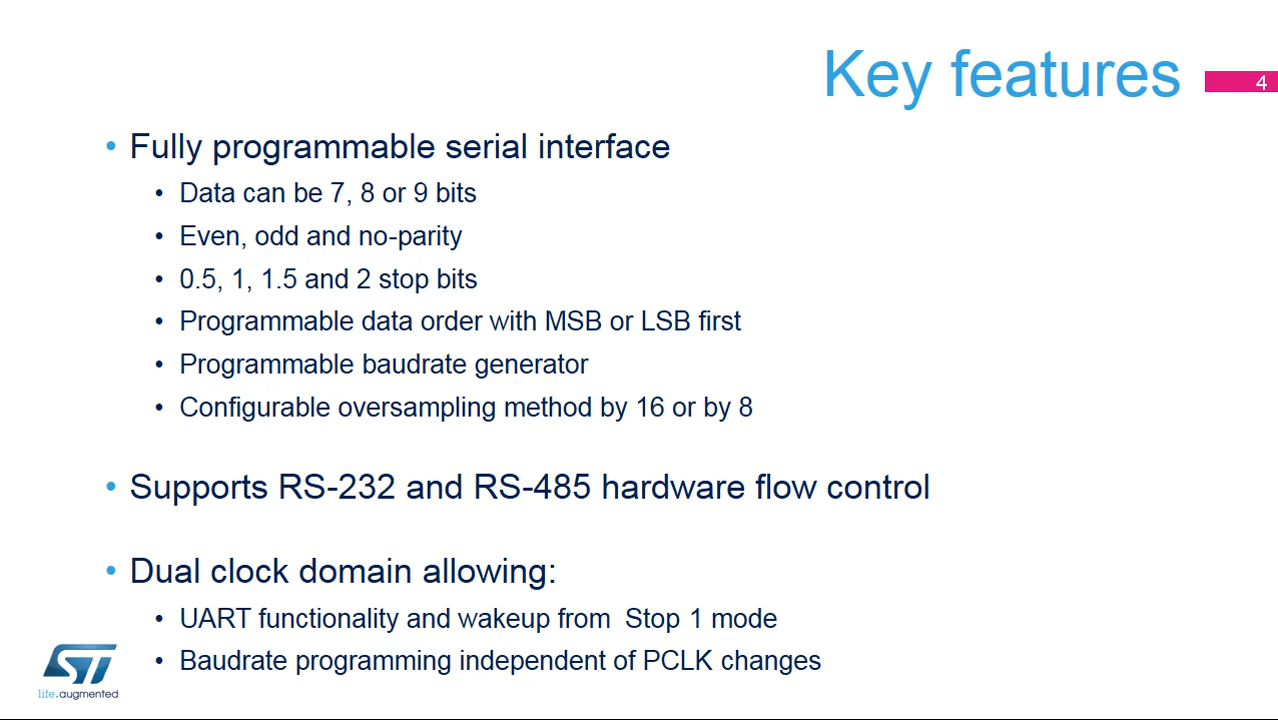 Key features
4
• Fully programmable serial interface
• Data can be 7, 8 or 9 bits
• Even, odd and no-parity
• 0.5, 1, 1.5 and 2 stop bits
• Programmable data order with MSB or LSB first
• Programmable baudrate generator
• Configurable oversampling method by 16 or by 8
• Supports RS-232 and RS-485 hardware flow control
• Dual clock domain allowing:
• UART functionality and wakeup from  Stop 1 mode
• Baudrate programming independent of PCLK changes
ST
life.augmented